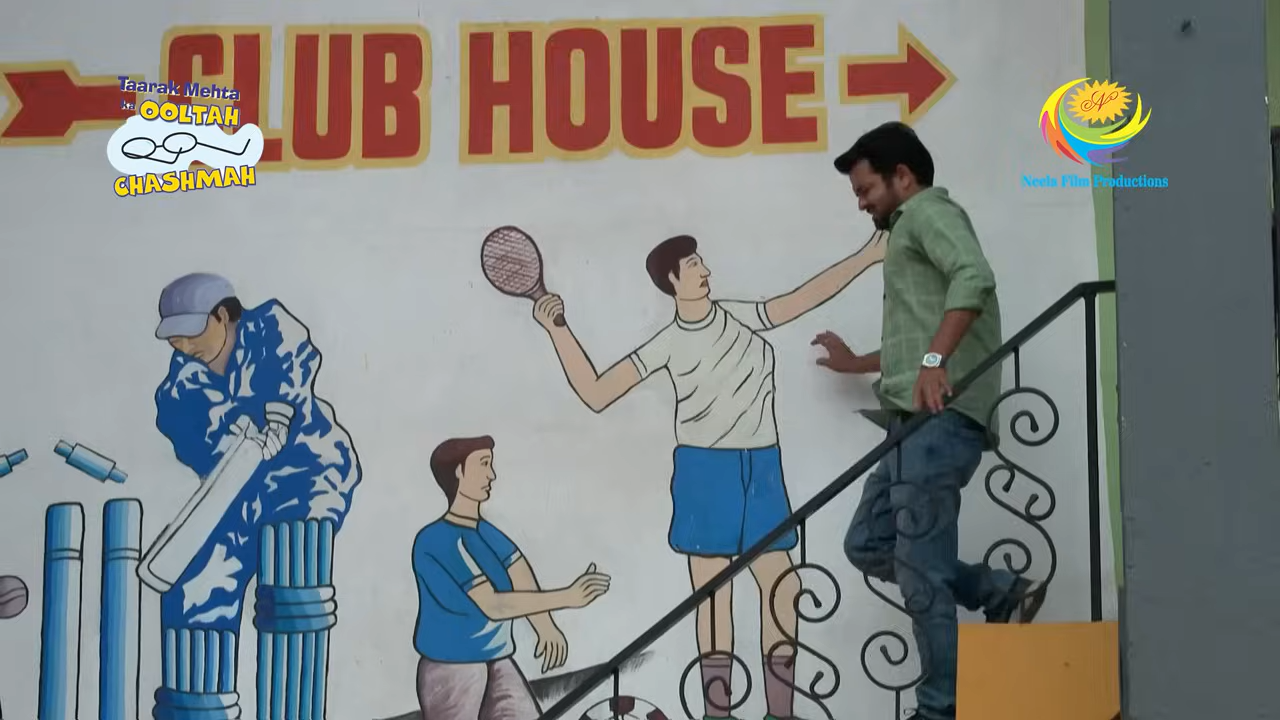 CLUB HOUSE
Taarak Mehta
ka OOLTAH
CHASHMAH
Neela Film Productions